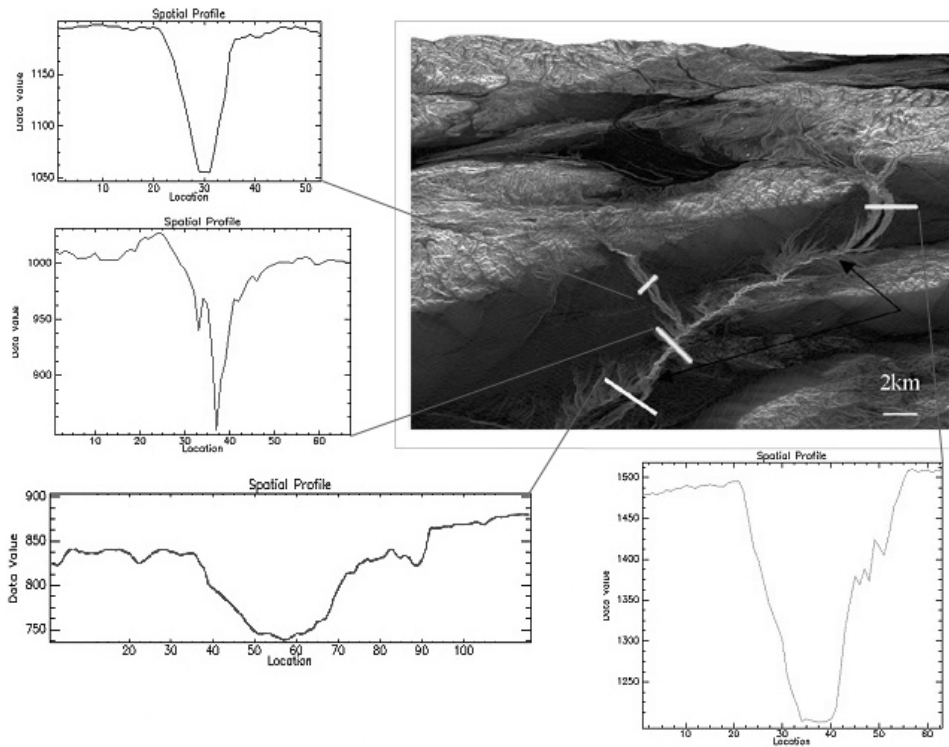 Spatial Profile
Data Value
1150
1100
1050
10 20 30 40 50
Location
Spatial Profile
Data Value
1000
950
900
10 20 30 40 50 60
Location
2km
Spatial Profile
Data Value
900
850
800
750
20 30 40 50 60 70 80 90 100
Location
Spatial Profile
Data Value
1500
1450
1400
1350
1300
1250
10 20 30 40 50 60
Location